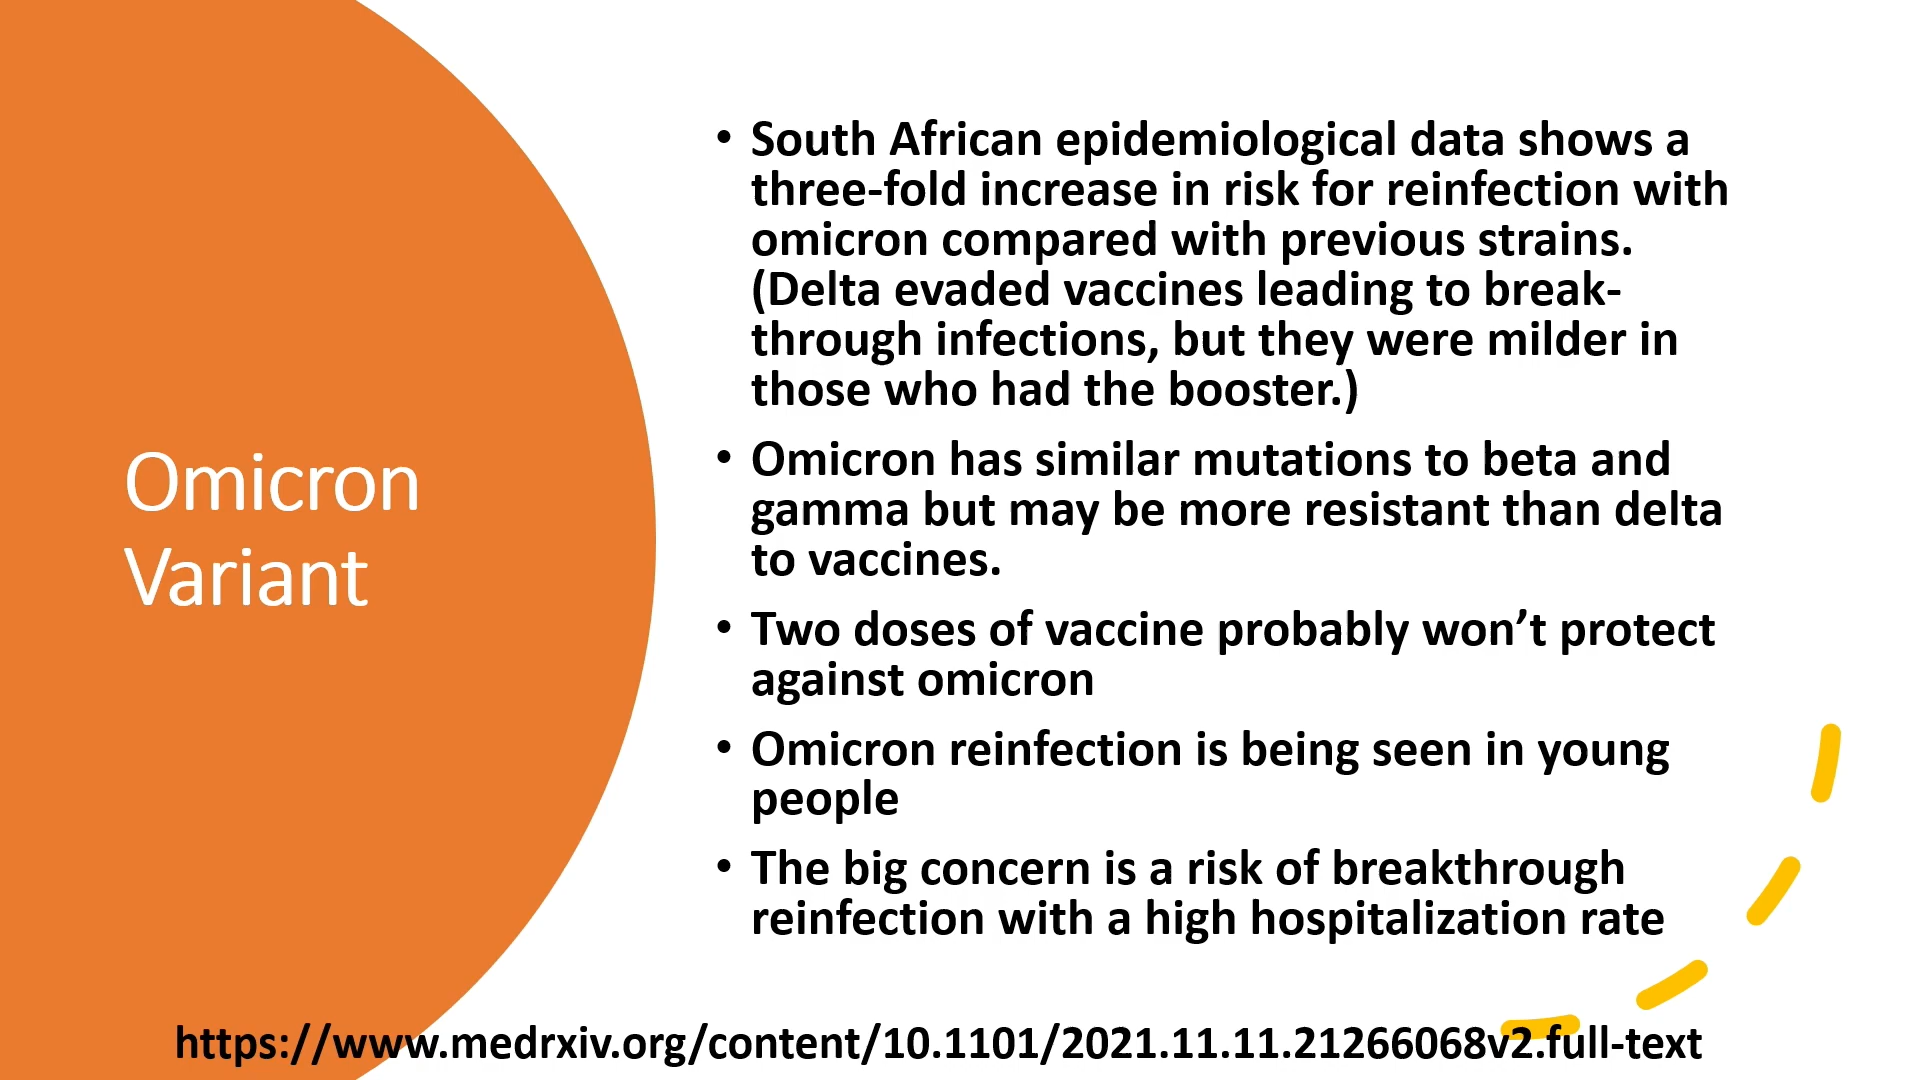 Omicron
Variant
• South African epidemiological data shows a
three-fold increase in risk for reinfection with
omicron compared with previous strains.
(Delta evaded vaccines leading to break-
through infections, but they were milder in
those who had the booster.)
• Omicron has similar mutations to beta and
gamma but may be more resistant than delta
to vaccines.
• Two doses of vaccine probably won’t protect
against omicron
• Omicron reinfection is being seen in young
people
• The big concern is a risk of breakthrough
reinfection with a high hospitalization rate
https://www.medrxiv.org/content/10.1101/2021.11.11.21266068v2.full-text